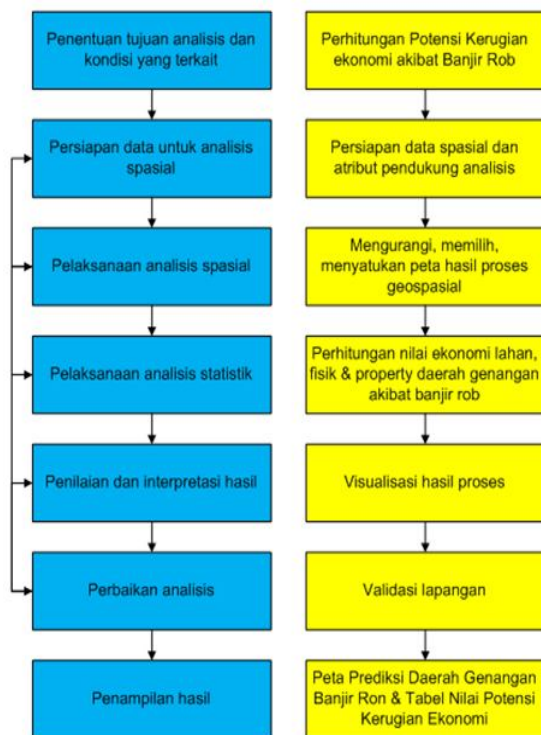 Penentuan tujuan analisis dan
kondisi yang terkait
Persiapan data untuk analisis
spasial
Pelaksanaan analisis spasial
Pelaksanaan analisis statistik
Penilaian dan interpretasi hasil
Perbaikan analisis
Penampilan hasil
Perhitungan Potensi Kerugian
ekonomi akibat Banjir Rob
Persiapan data spasial dan
atribut pendukung analisis
Mengurangi, memilih,
menyatukan peta hasil proses
geospasial
Perhitungan nilai ekonomi lahan,
fisik & property daerah genangan
akibat banjir rob
Visualisasi hasil proses
Validasi lapangan
Peta Prediksi Daerah Genangan
Banjir Ron & Tabel Nilai Potensi
Kerugian Ekonomi